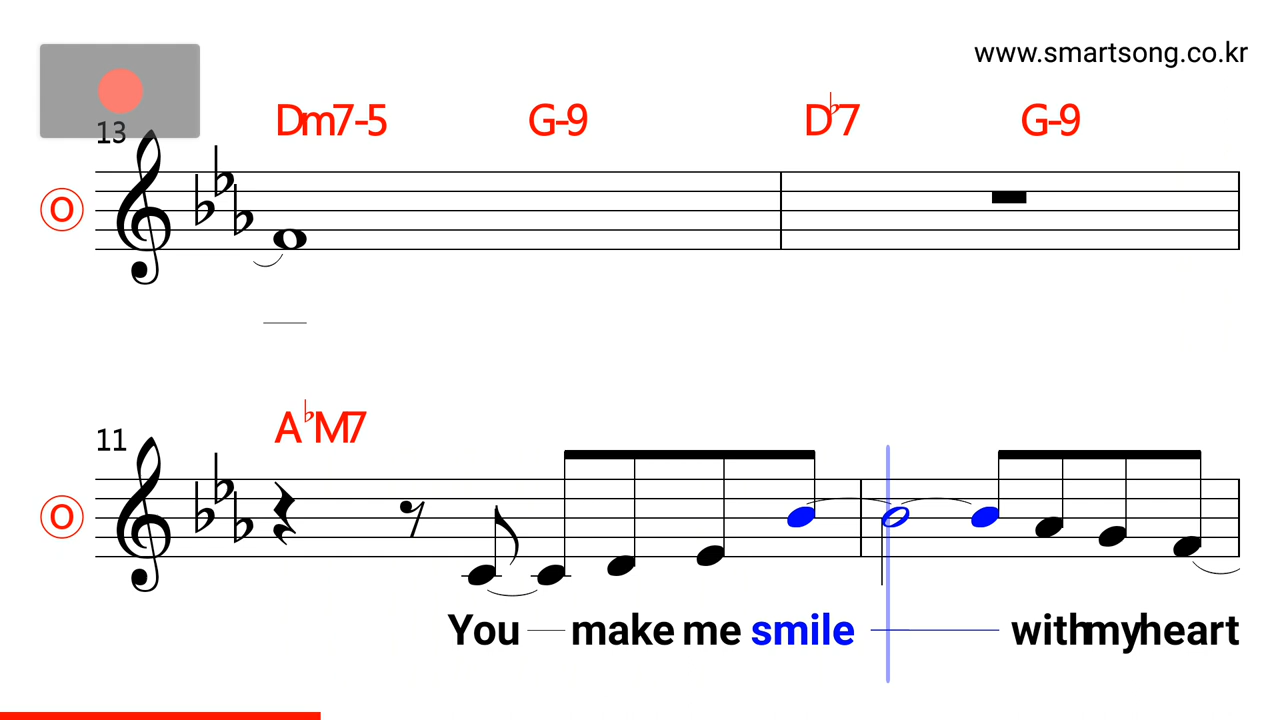 www.smartsong.co.kr
Dm7-5 G-9 D♭7 G-9
13
O
A♭M7
11
O
You make me smile with my heart